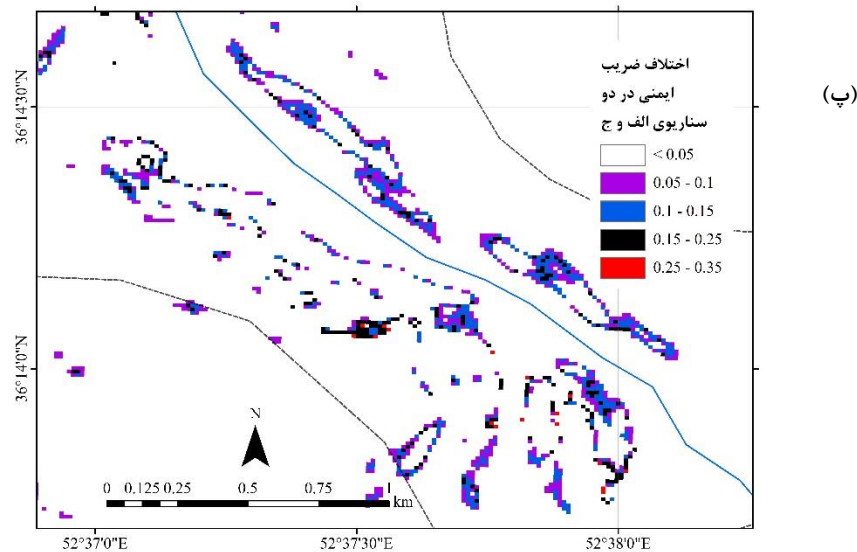 (پ)
اختلاف ضریب
ایمنی در دو
سناریوی الف و ج
< 0.05
0.05 - 0.1
0.1 - 0.15
0.15 - 0.25
0.25 - 0.35
36°14'30"N
36°14'0"N
N
0 0.125 0.25 0.5 0.75 1
km
52°37'0"E 52°37'30"E 52°38'0"E